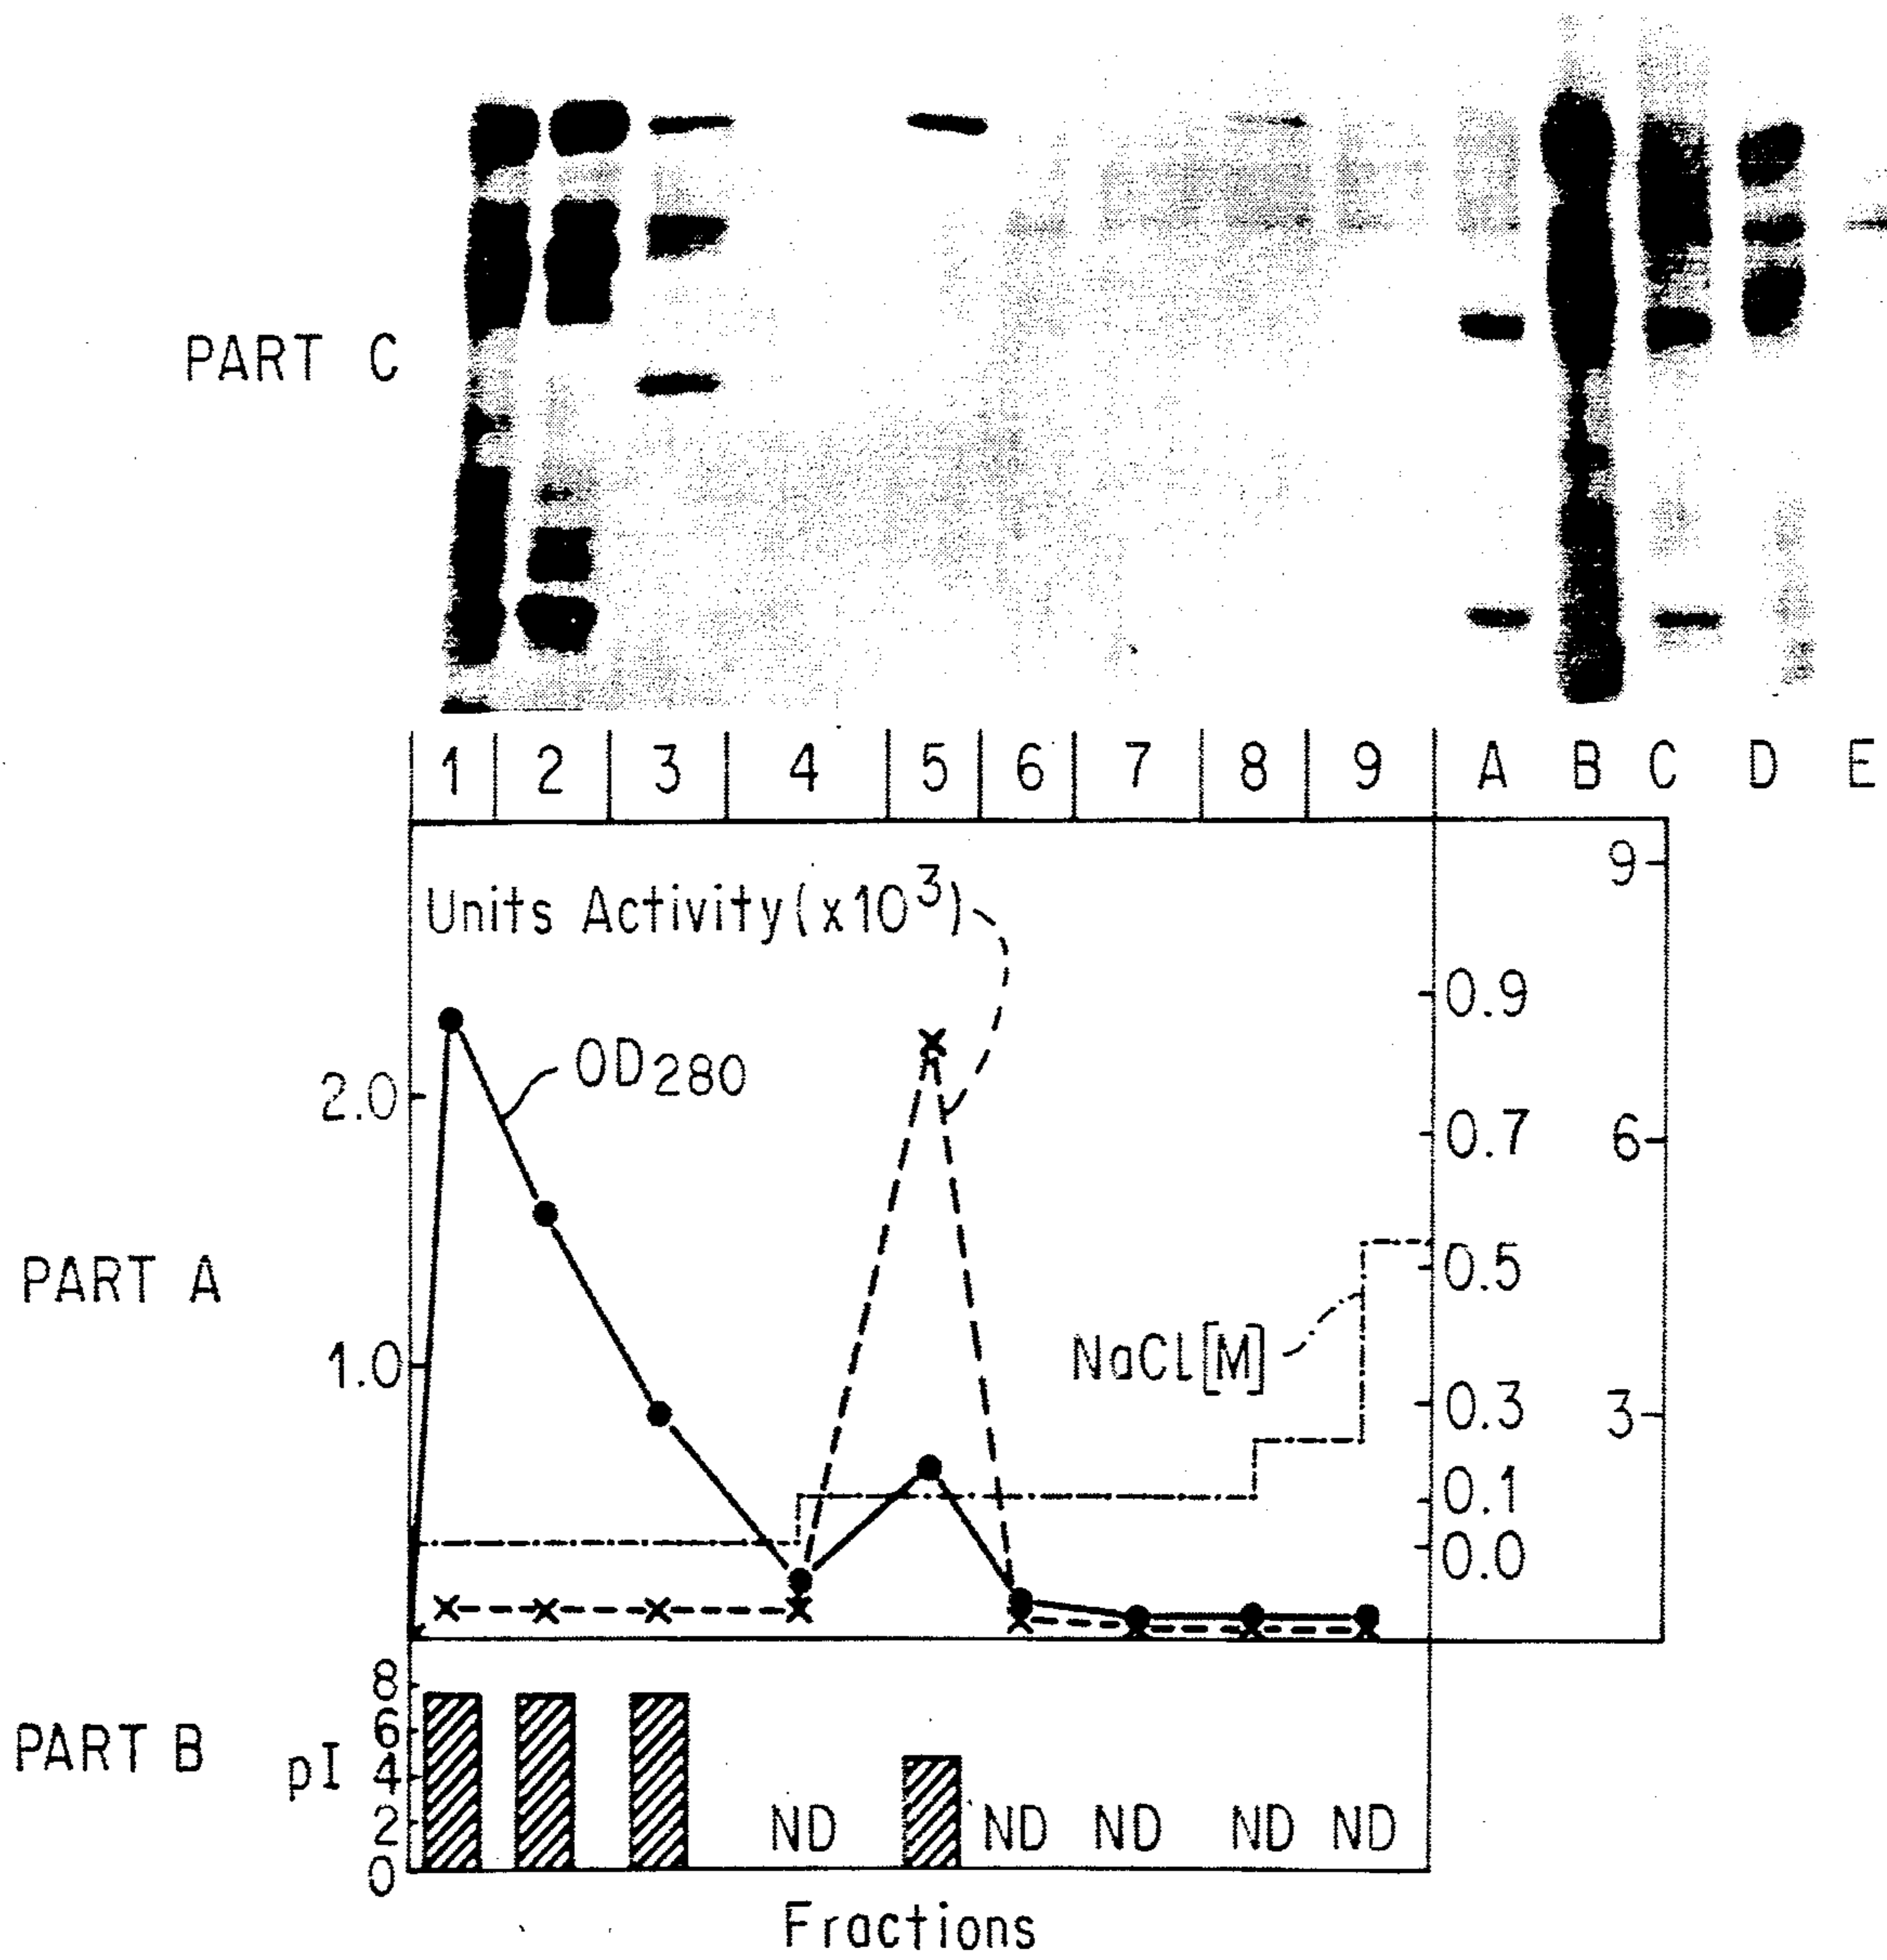 PART C
1 2 3 4 5 6 7 8 9 A B C D E
Units Activity (x10³)
OD280
NaCl[M]
PART A
2.0
1.0
0.9
0.7
0.5
0.3
0.1
0.0
9
6
3
PART B
pI
8
6
4
2
0
ND ND ND ND ND
Fractions